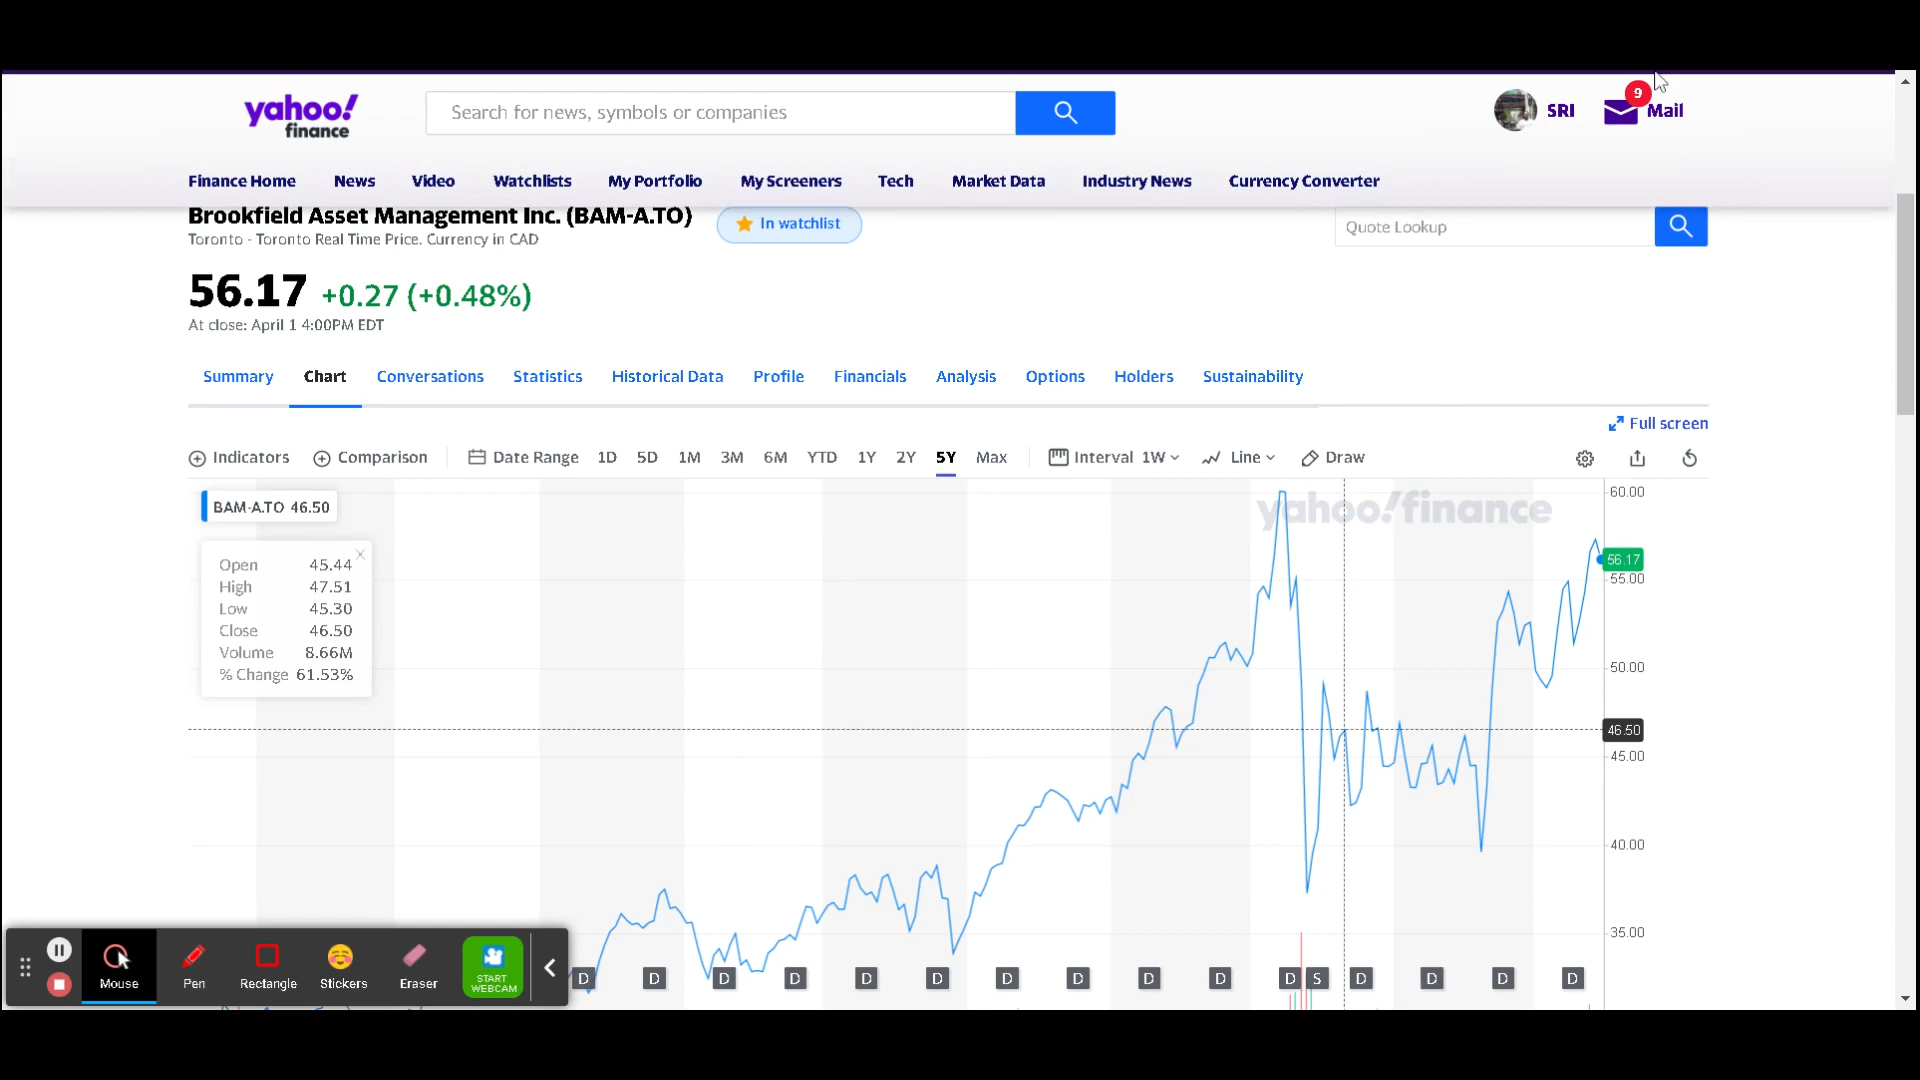 yahoo!
finance
Search for news, symbols or companies
SRI
9
Mail
Finance Home News Video Watchlists My Portfolio My Screeners Tech Market Data Industry News Currency Converter
Brookfield Asset Management Inc. (BAM-A.TO)
In watchlist
Quote Lookup
Toronto - Toronto Real Time Price. Currency in CAD
56.17 +0.27 (+0.48%)
At close: April 1 4:00PM EDT
Summary Chart Conversations Statistics Historical Data Profile Financials Analysis Options Holders Sustainability
Full screen
Indicators Comparison Date Range 1D 5D 1M 3M 6M YTD 1Y 2Y 5Y Max Interval 1W Line Draw
BAM-A.TO 46.50
yahoo!finance
60.00
Open 45.44
High 47.51
Low 45.30
Close 46.50
Volume 8.66M
% Change 61.53%
56.17
55.00
50.00
46.50
45.00
40.00
35.00
Mouse Pen Rectangle Stickers Eraser
START
WEBCAM
D D D D D D D D D D D S D D D D